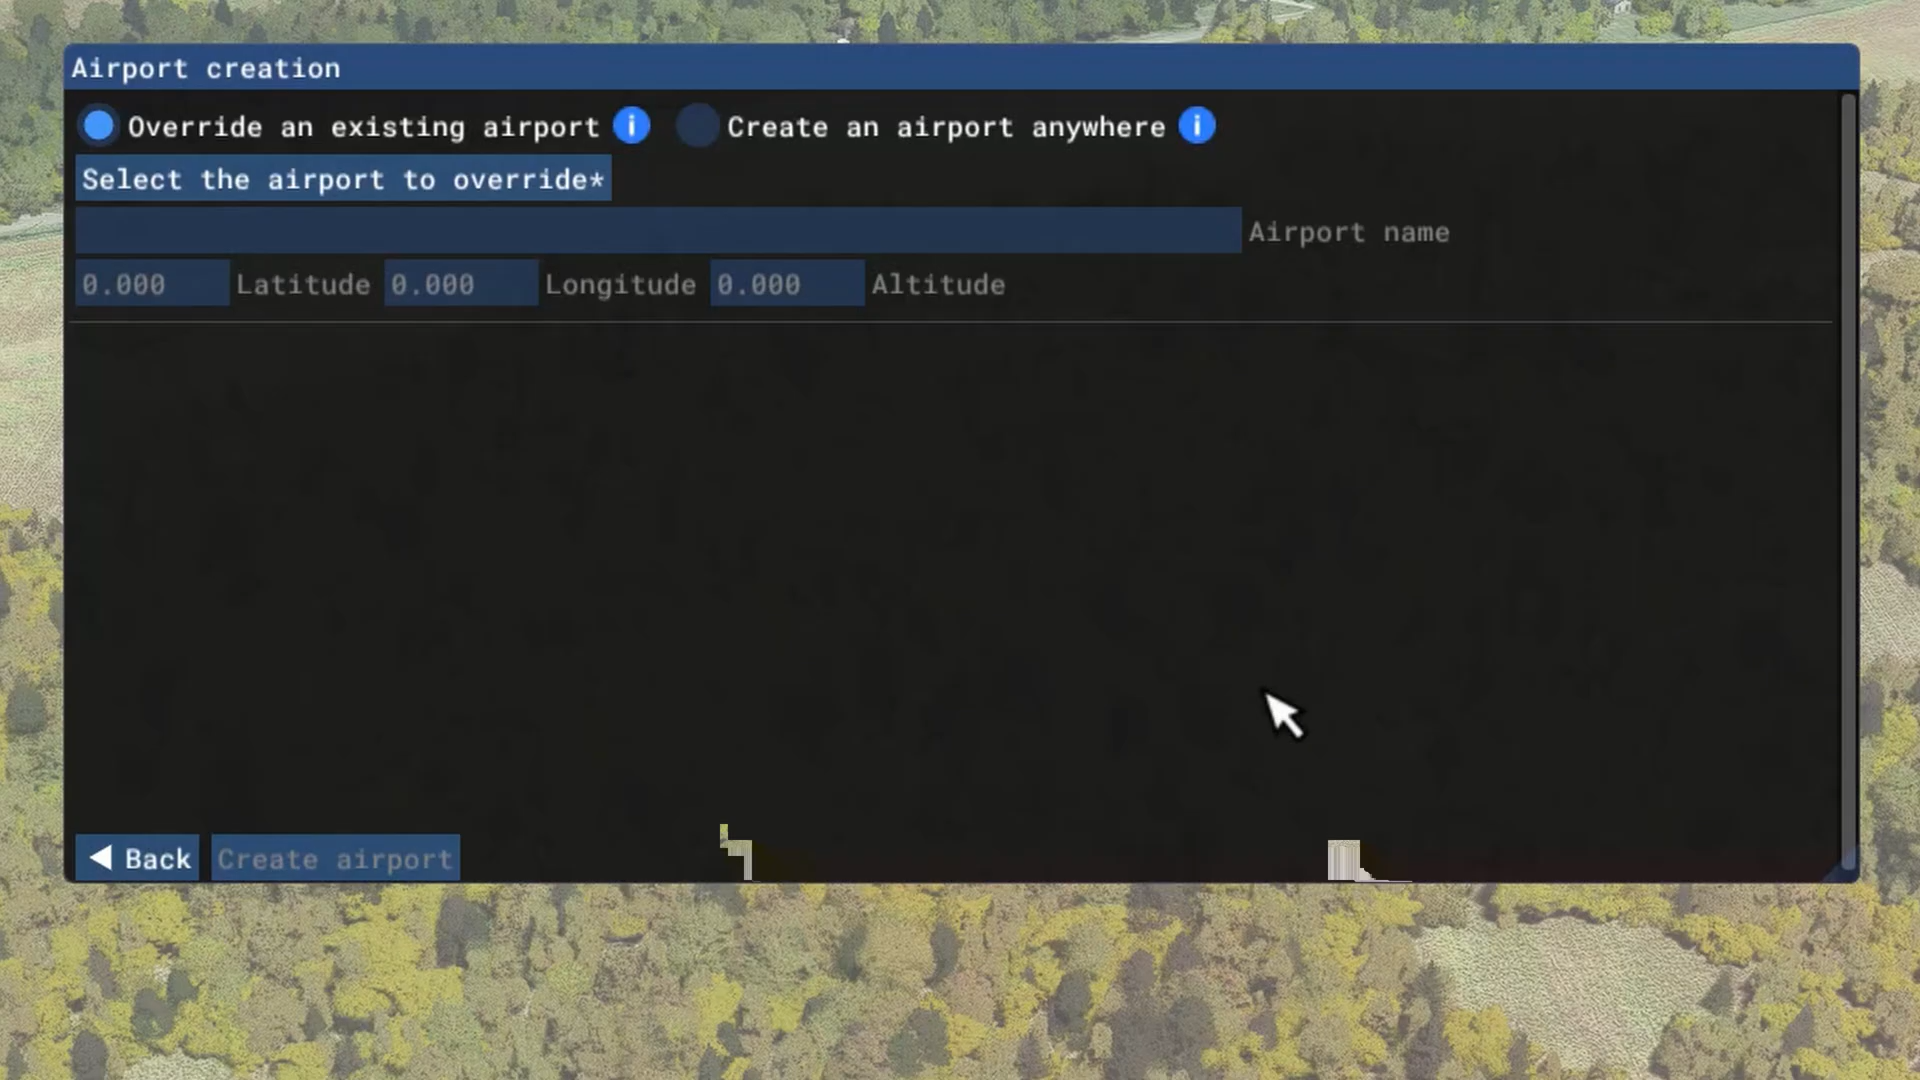 Airport creation
Override an existing airport i Create an airport anywhere i
Select the airport to override*
Airport name
0.000 Latitude 0.000 Longitude 0.000 Altitude
Back Create airport